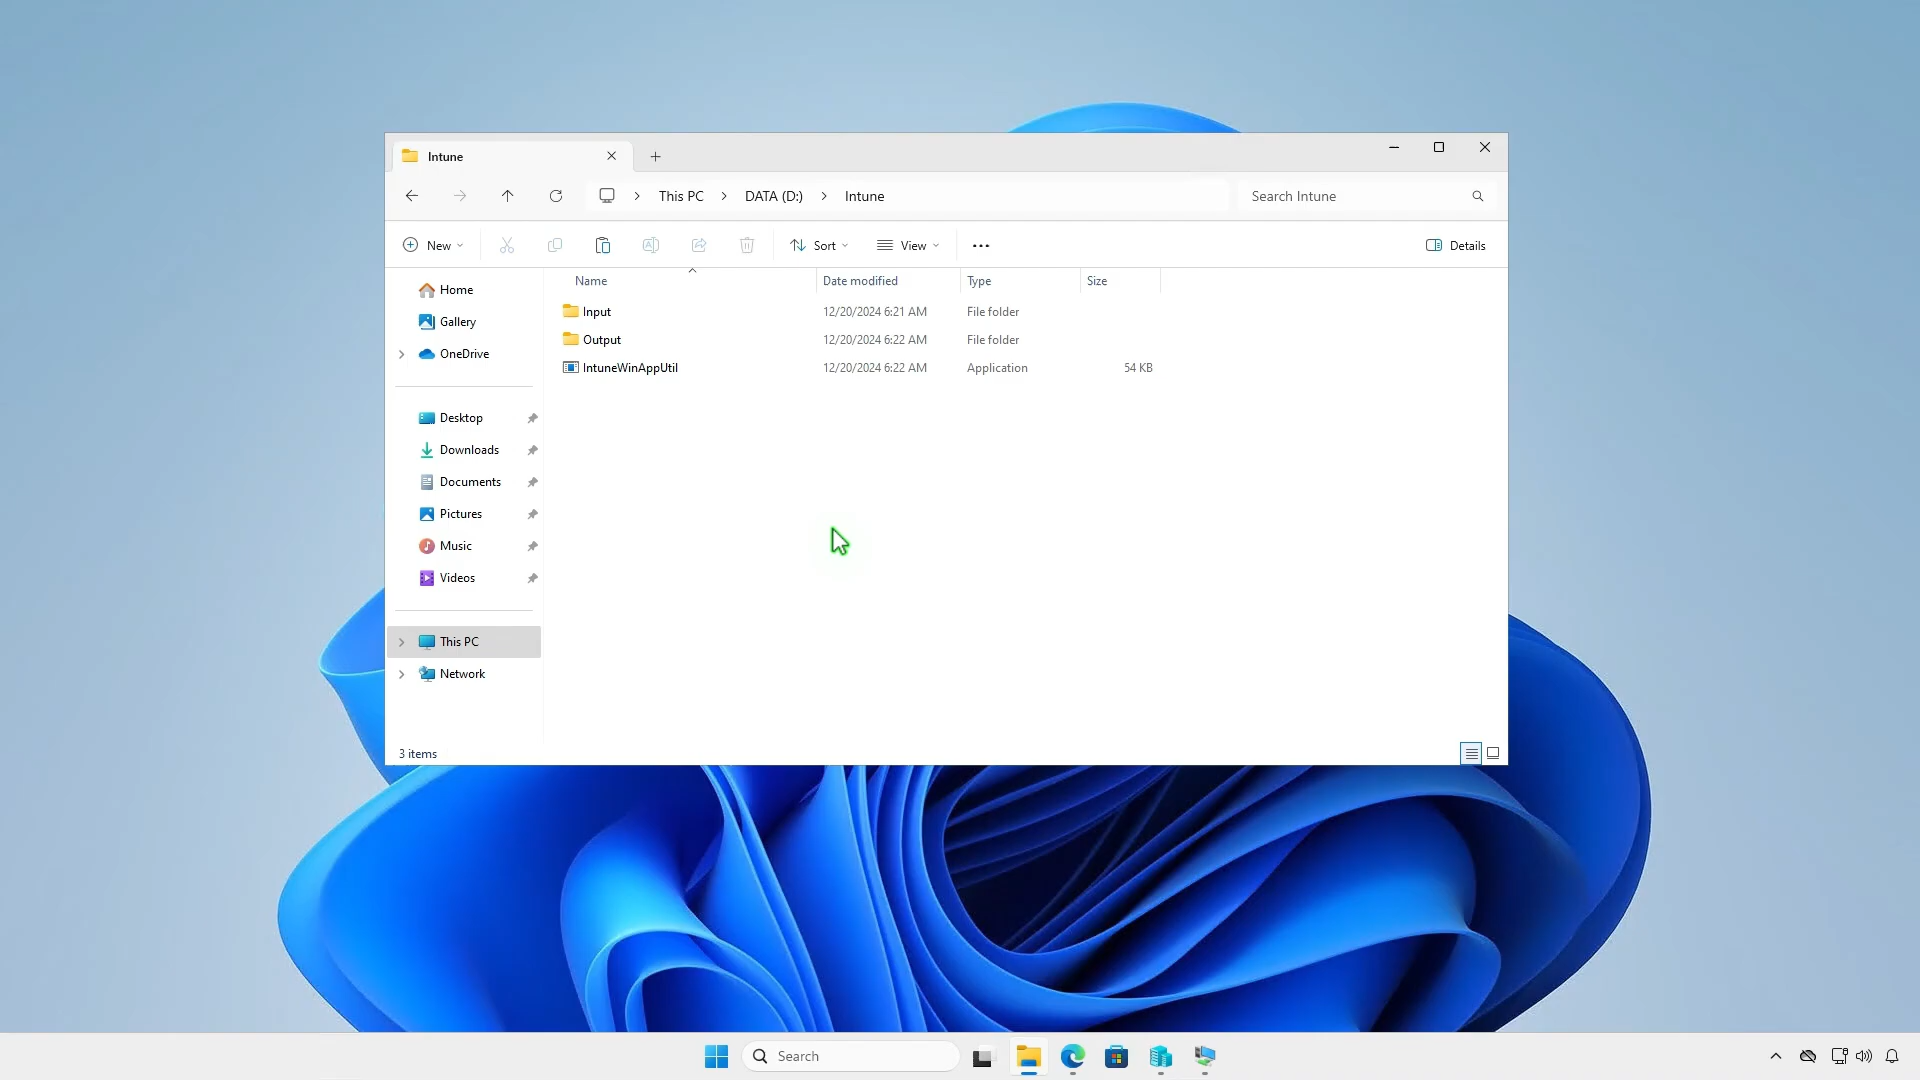 Intune
This PC
DATA (D:)
Intune
Search Intune
New
Sort
View
Details
Home
Gallery
OneDrive
Desktop
Downloads
Documents
Pictures
Music
Videos
This PC
Network
Name Date modified Type Size
Input 12/20/2024 6:21 AM File folder
Output 12/20/2024 6:22 AM File folder
IntuneWinAppUtil 12/20/2024 6:22 AM Application 54 KB
3 items
Search